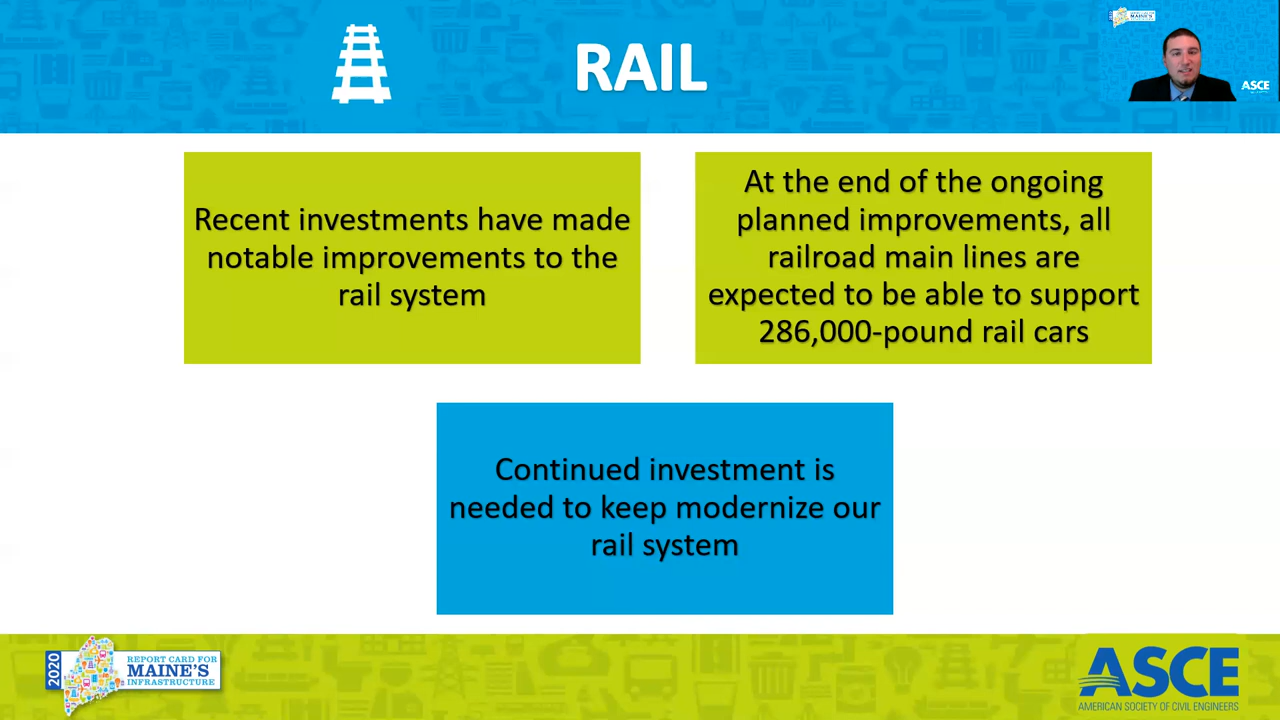 RAIL
MAINE'S
ASCE
Recent investments have made
notable improvements to the
rail system
At the end of the ongoing
planned improvements, all
railroad main lines are
expected to be able to support
286,000-pound rail cars
Continued investment is
needed to keep modernize our
rail system
2020
REPORT CARD FOR
MAINE'S
INFRASTRUCTURE
ASCE
AMERICAN SOCIETY OF CIVIL ENGINEERS